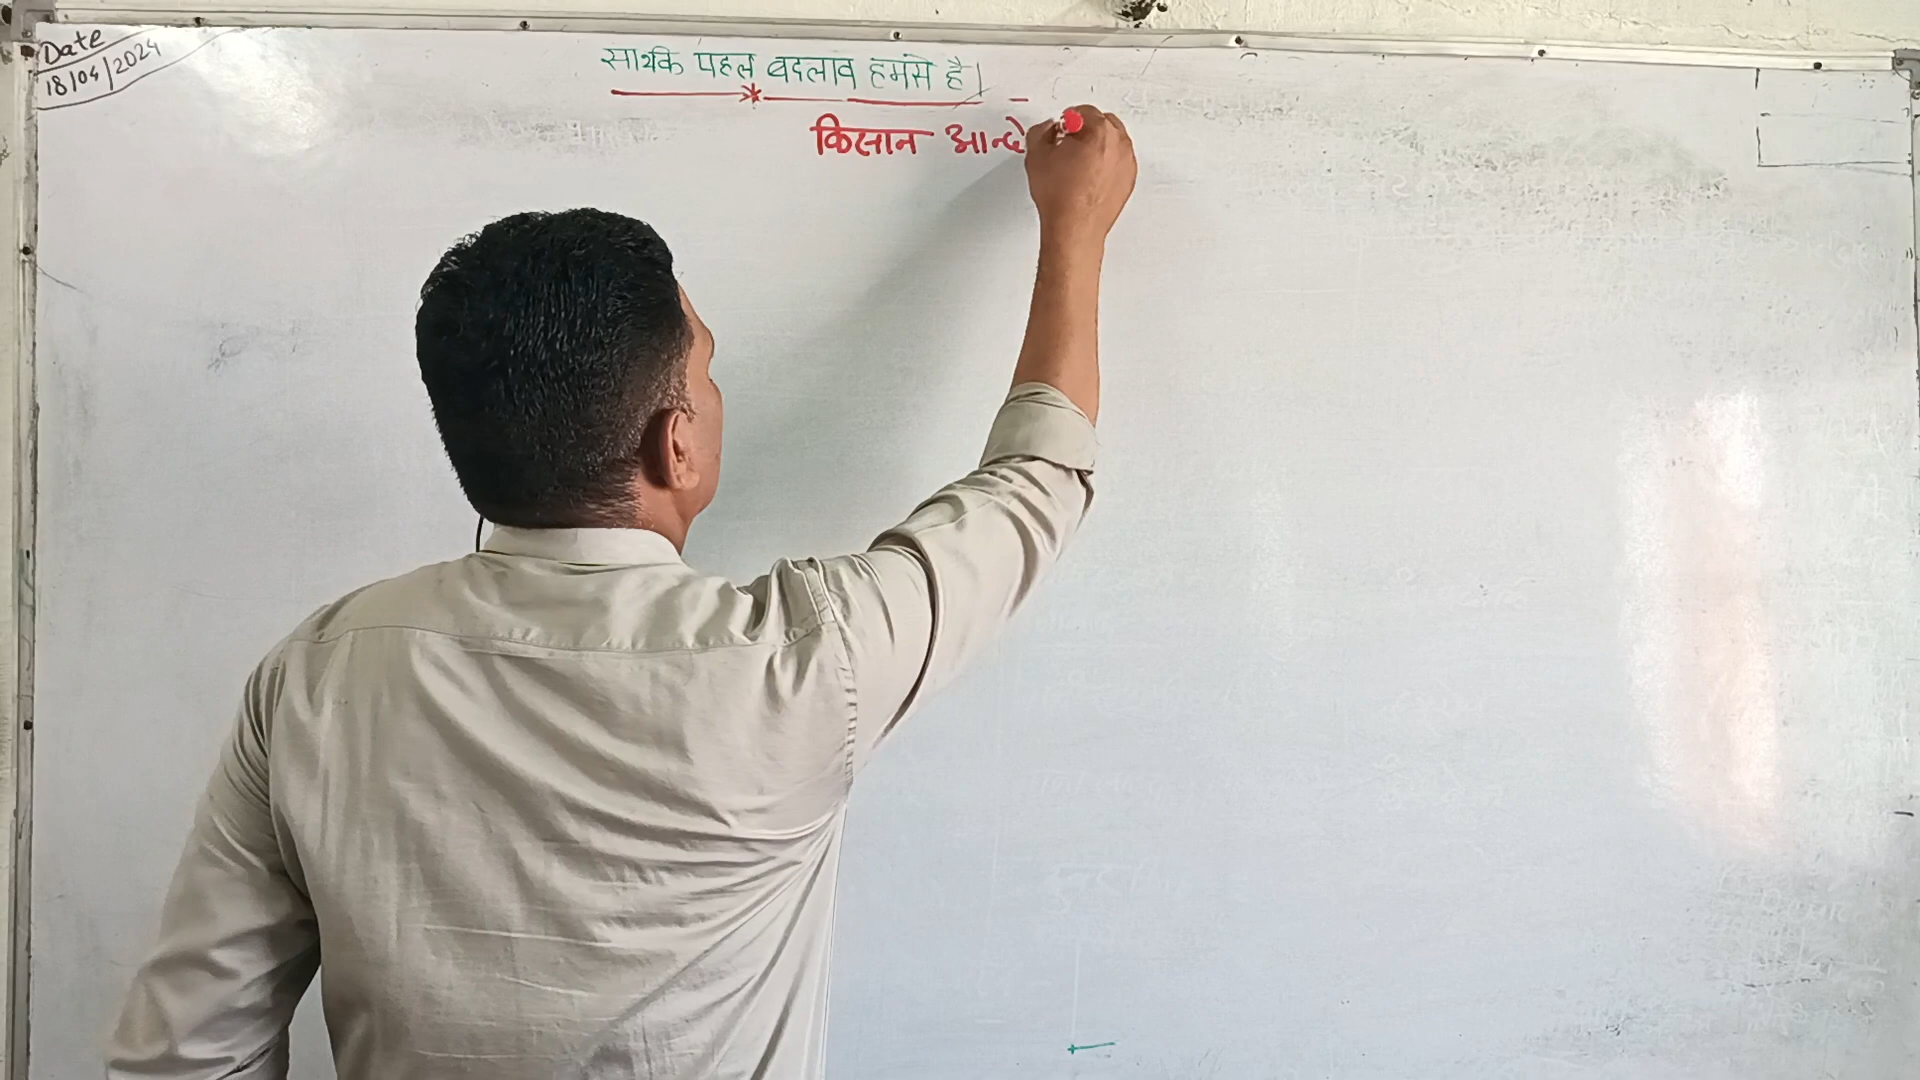 Date
18/04/2024
सार्थक पहल बदलाव हमसे है।
किसान आन्दो